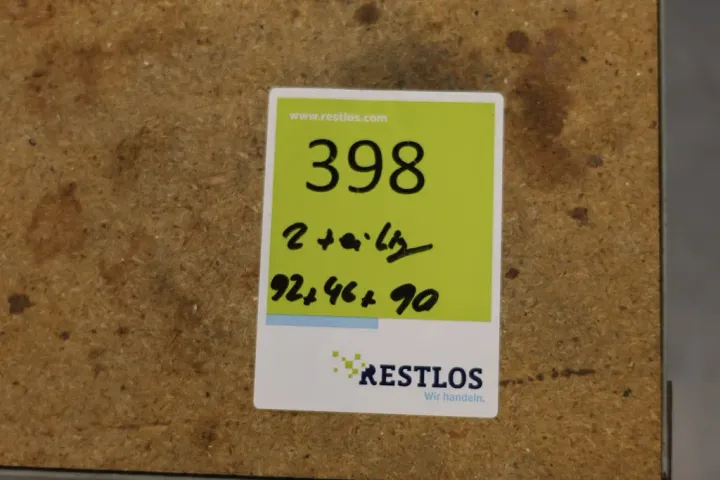 www.restlos.com
398
2 teilig
92+46+90
RESTLOS
Wir handeln.